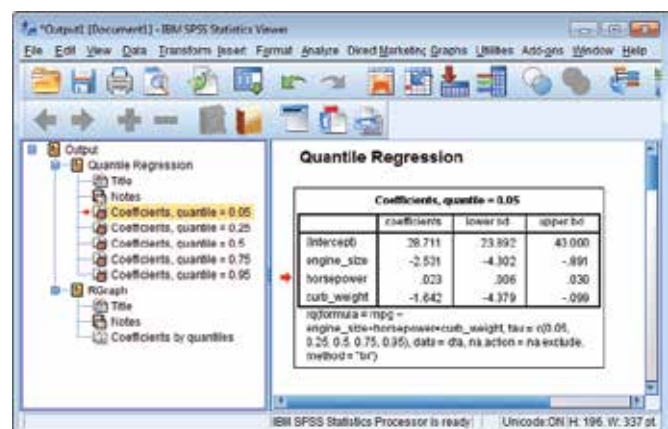 *Output1 [Document1] - IBM SPSS Statistics Viewer
File Edit View Data Transform Insert Format Analyze Direct Marketing Graphs Utilities Add-ons Window Help
Output
Quantile Regression
Title
Notes
Coefficients, quantile = 0.05
Coefficients, quantile = 0.25
Coefficients, quantile = 0.5
Coefficients, quantile = 0.75
Coefficients, quantile = 0.95
RGraph
Title
Notes
Coefficients by quantiles
Quantile Regression
Coefficients, quantile = 0.05
coefficients lower bd upper bd
(Intercept) 28.711 23.892 43.000
engine_size -2.531 -4.302 -.891
horsepower .023 .006 .030
curb_weight -1.642 -4.379 -.099
rq(formula = mpg ~
engine_size+horsepower+curb_weight, tau = c(0.05,
0.25, 0.5, 0.75, 0.95), data = dta, na.action = na.exclude,
method = "br")
IBM SPSS Statistics Processor is ready Unicode:ON H: 196, W: 337 pt.